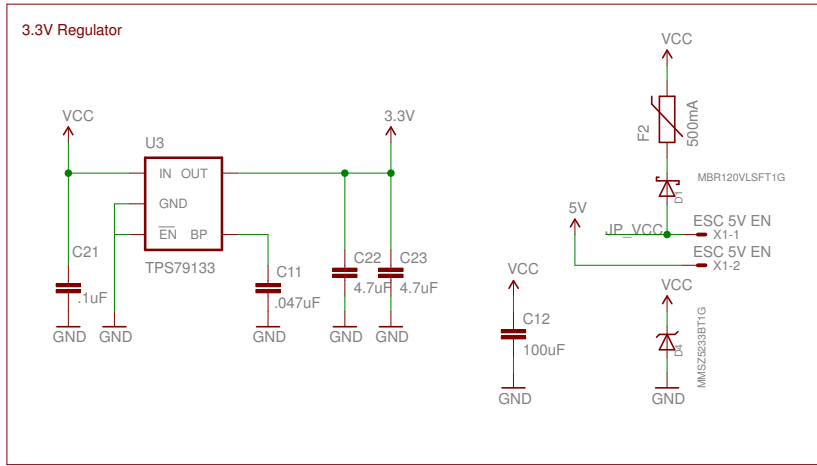 3.3V Regulator
VCC
U3
IN OUT
GND
EN BP
TPS79133
C21
.1uF
GND
GND
C11
.047uF
GND
3.3V
C22
4.7uF
GND
C23
4.7uF
GND
VCC
F2
500mA
MBR120VLSFT1G
D1
5V
JP_VCC
ESC 5V EN
X1-1
ESC 5V EN
X1-2
VCC
C12
100uF
GND
VCC
D4
MMSZ5233BT1G
GND